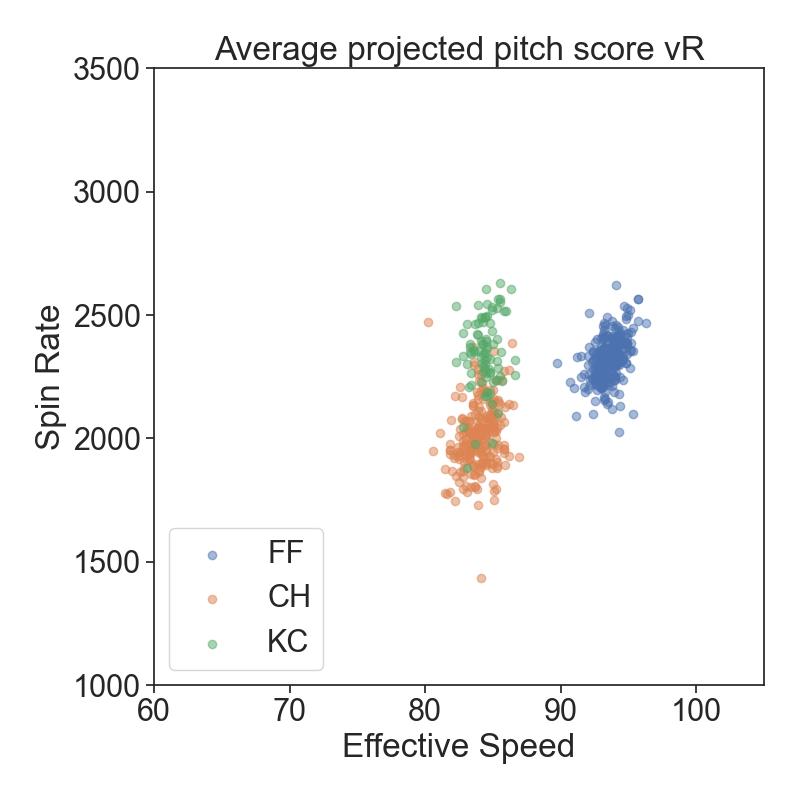 Average projected pitch score vR
3500
3000
2500
2000
1500
1000
Spin Rate
FF
CH
KC
60 70 80 90 100
Effective Speed